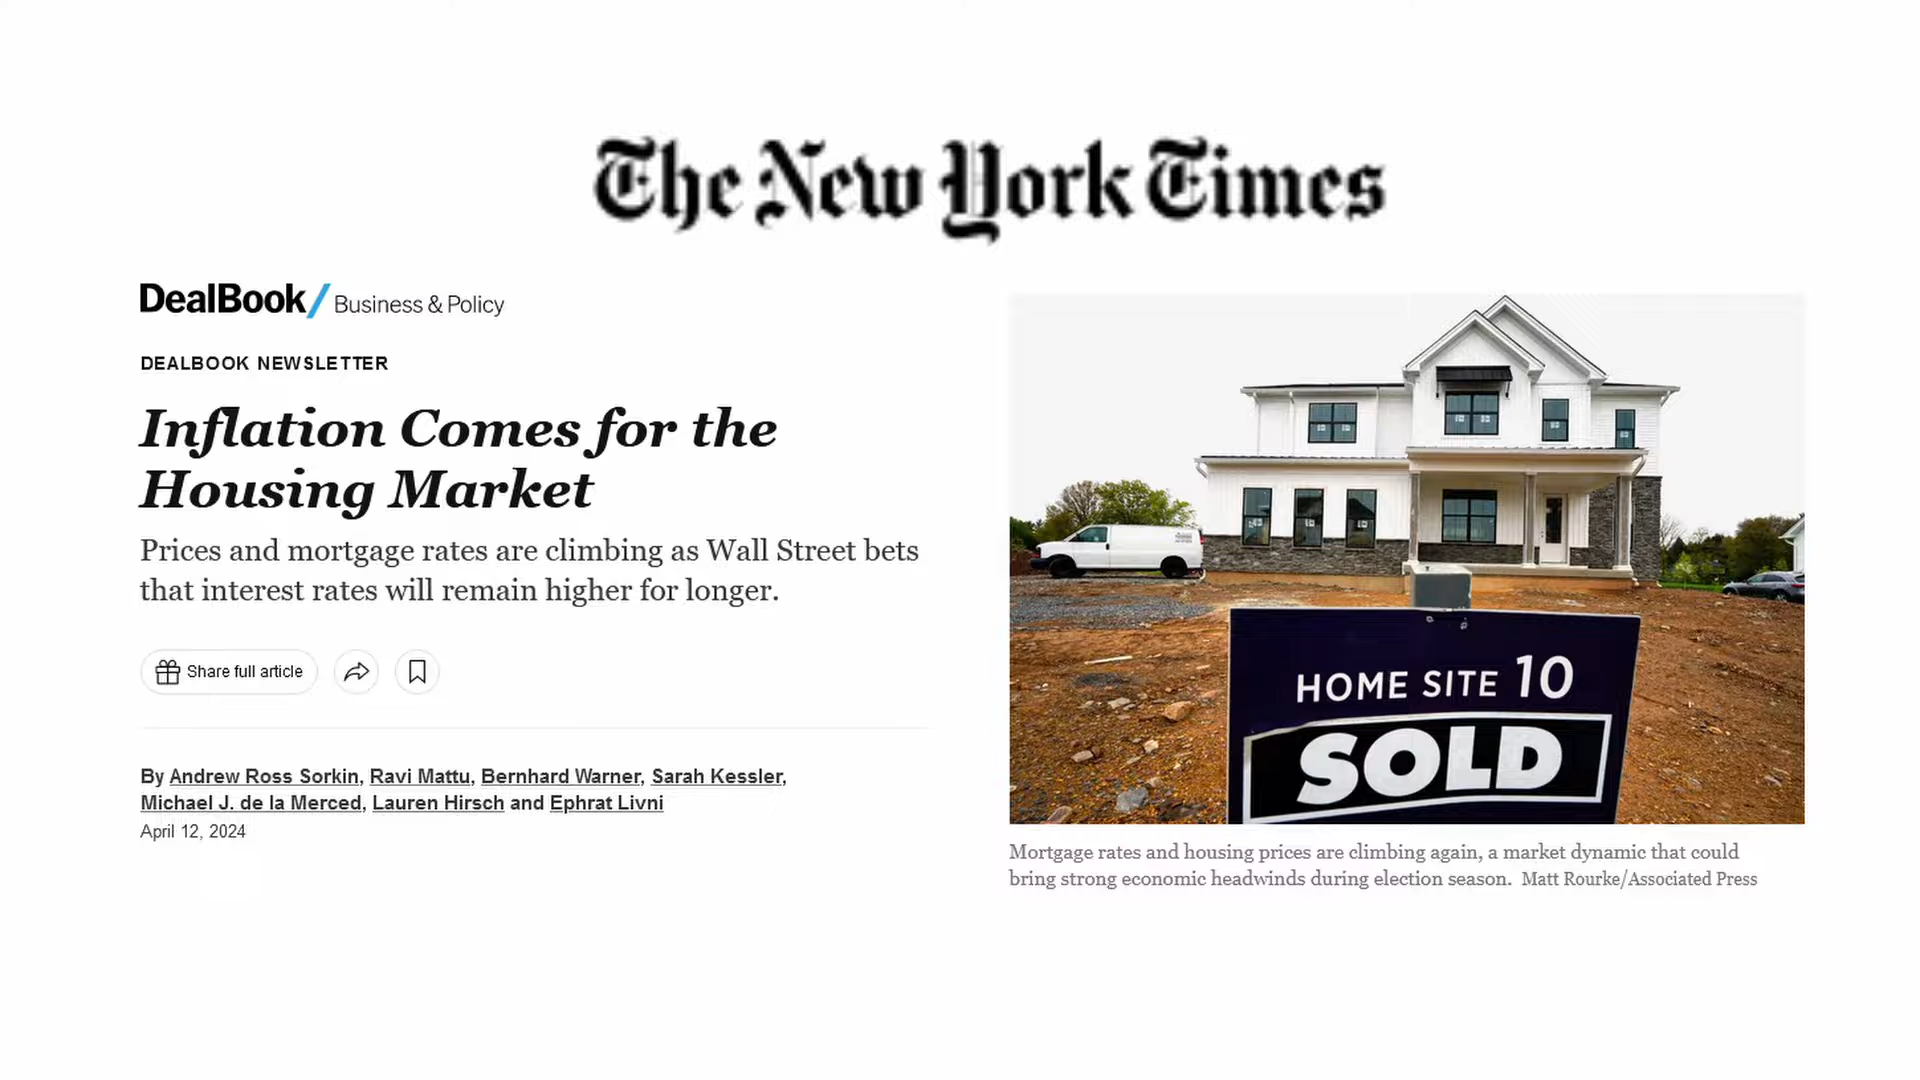 The New York Times
DealBook/ Business & Policy
DEALBOOK NEWSLETTER
Inflation Comes for the
Housing Market
Prices and mortgage rates are climbing as Wall Street bets
that interest rates will remain higher for longer.
Share full article
By Andrew Ross Sorkin, Ravi Mattu, Bernhard Warner, Sarah Kessler,
Michael J. de la Merced, Lauren Hirsch and Ephrat Livni
April 12, 2024
HOME SITE 10
SOLD
Mortgage rates and housing prices are climbing again, a market dynamic that could
bring strong economic headwinds during election season. Matt Rourke/Associated Press